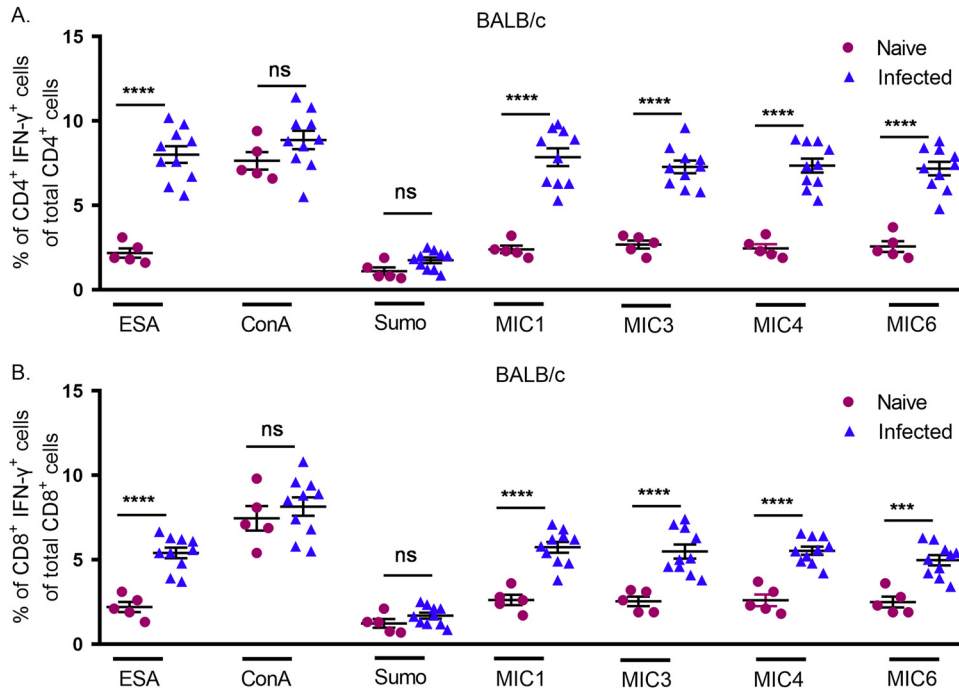 A.
BALB/c
% of CD4⁺ IFN-γ⁺ cells
of total CD4⁺ cells
15
10
5
0
Naive
Infected
****
ns
ns
****
****
****
****
ESA
ConA
Sumo
MIC1
MIC3
MIC4
MIC6
B.
BALB/c
% of CD8⁺ IFN-γ⁺ cells
of total CD8⁺ cells
15
10
5
0
Naive
Infected
****
ns
ns
****
****
****
***
ESA
ConA
Sumo
MIC1
MIC3
MIC4
MIC6